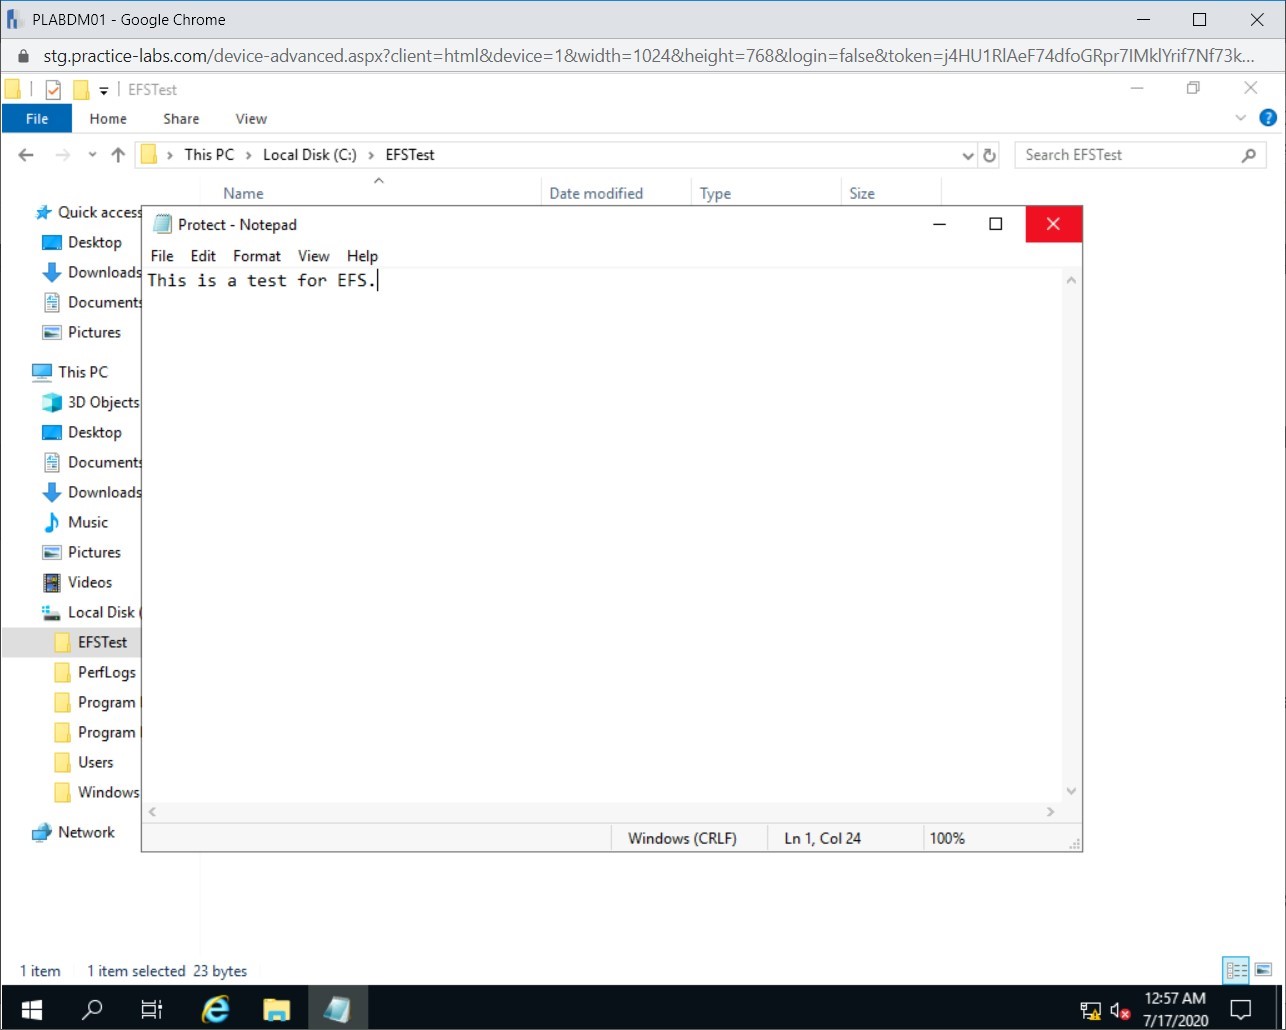 PLABDM01 - Google Chrome
stg.practice-labs.com/device-advanced.aspx?client=html&device=1&width=1024&height=768&login=false&token=j4HU1RlAeF74dfoGRpr7IMklYrif7Nf73k...
EFSTest
File Home Share View
This PC > Local Disk (C:) > EFSTest
Search EFSTest
Name Date modified Type Size
Quick access
Desktop
Downloads
Documents
Pictures
This PC
3D Objects
Desktop
Documents
Downloads
Music
Pictures
Videos
Local Disk (
EFSTest
PerfLogs
Program
Program
Users
Windows
Network
Protect - Notepad
File Edit Format View Help
This is a test for EFS.
Windows (CRLF) Ln 1, Col 24 100%
1 item 1 item selected 23 bytes
12:57 AM
7/17/2020